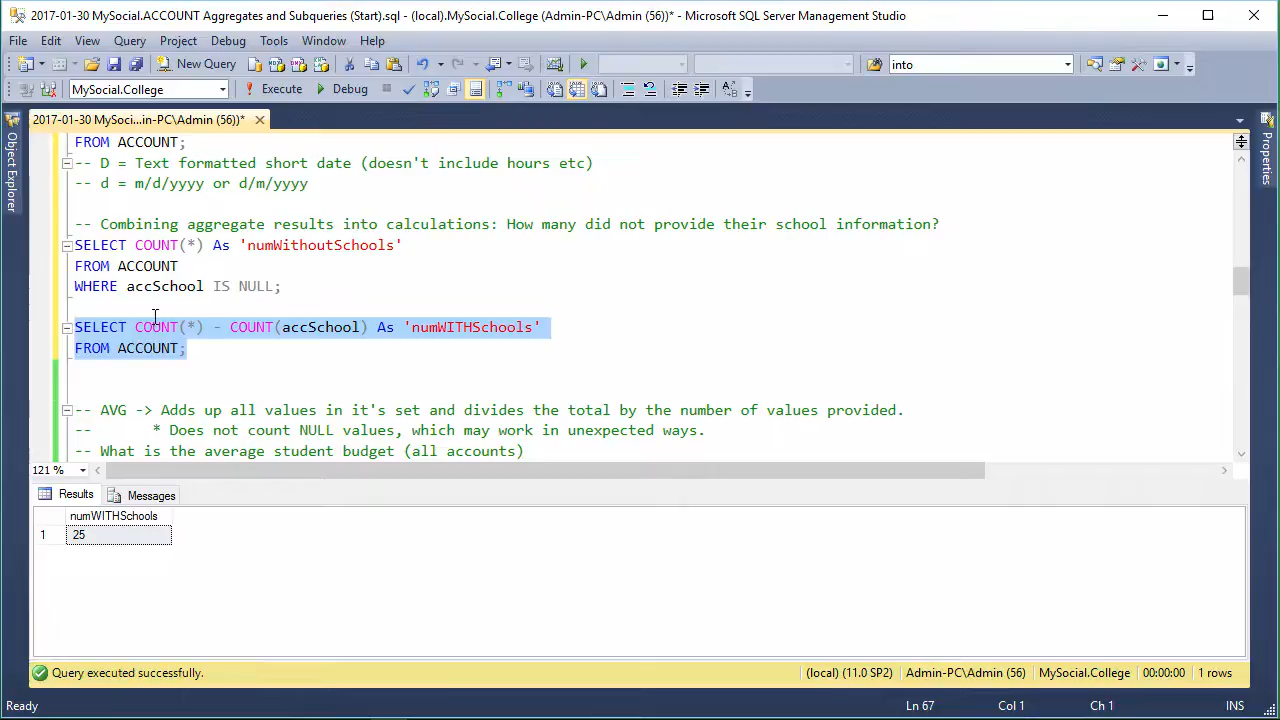 2017-01-30 MySocial.ACCOUNT Aggregates and Subqueries (Start).sql - (local).MySocial.College (Admin-PC\Admin (56))* - Microsoft SQL Server Management Studio
File Edit View Query Project Debug Tools Window Help
New Query into
MySocial.College Execute Debug
2017-01-30 MySoci...in-PC\Admin (56))*
Object Explorer
Properties
FROM ACCOUNT;
-- D = Text formatted short date (doesn't include hours etc)
-- d = m/d/yyyy or d/m/yyyy
-- Combining aggregate results into calculations: How many did not provide their school information?
SELECT COUNT(*) As 'numWithoutSchools'
FROM ACCOUNT
WHERE accSchool IS NULL;
SELECT COUNT(*) - COUNT(accSchool) As 'numWITHSchools'
FROM ACCOUNT;
-- AVG -> Adds up all values in it's set and divides the total by the number of values provided.
-- * Does not count NULL values, which may work in unexpected ways.
-- What is the average student budget (all accounts)
121 %
Results Messages
numWITHSchools
1 25
Query executed successfully. (local) (11.0 SP2) Admin-PC\Admin (56) MySocial.College 00:00:00 1 rows
Ready Ln 67 Col 1 Ch 1 INS